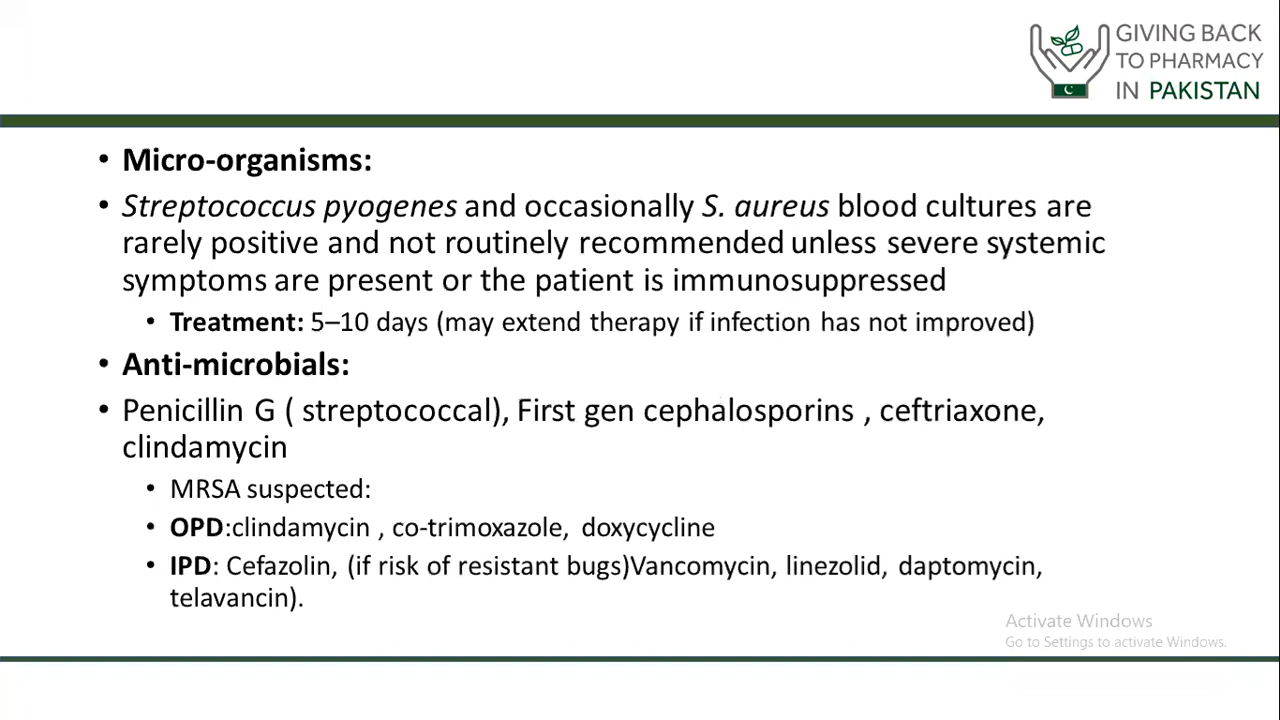 GIVING BACK
TO PHARMACY
IN PAKISTAN
• Micro-organisms:
• Streptococcus pyogenes and occasionally S. aureus blood cultures are
rarely positive and not routinely recommended unless severe systemic
symptoms are present or the patient is immunosuppressed
• Treatment: 5–10 days (may extend therapy if infection has not improved)
• Anti-microbials:
• Penicillin G ( streptococcal), First gen cephalosporins , ceftriaxone,
clindamycin
• MRSA suspected:
• OPD:clindamycin , co-trimoxazole, doxycycline
• IPD: Cefazolin, (if risk of resistant bugs)Vancomycin, linezolid, daptomycin,
telavancin).
Activate Windows
Go to Settings to activate Windows.